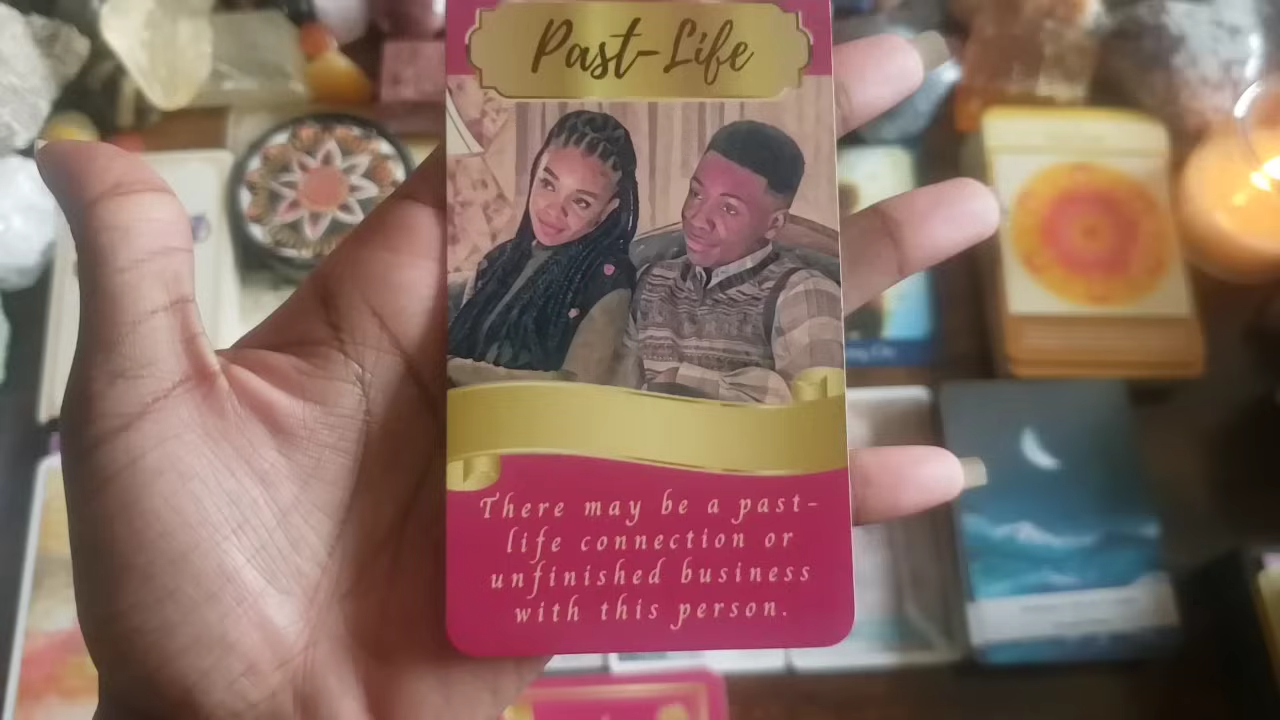 Past-Life
There may be a past-
life connection or
unfinished business
with this person.